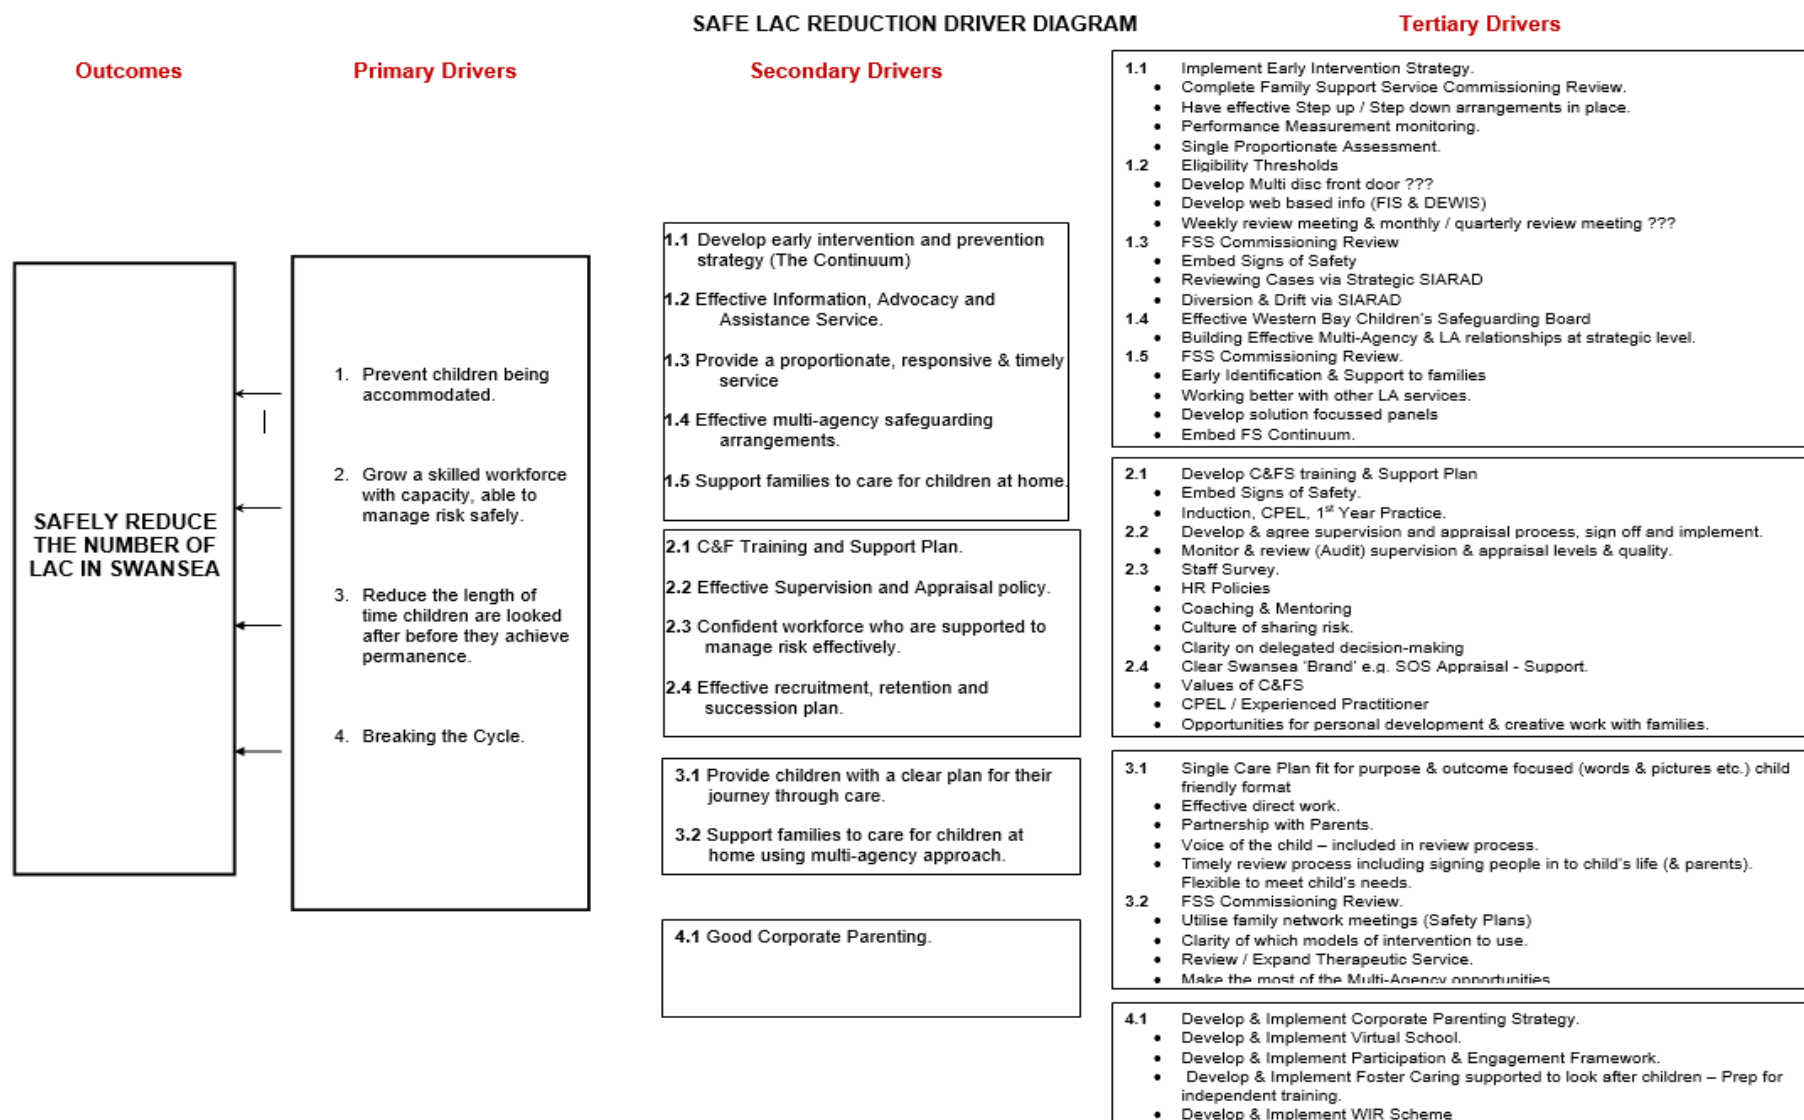 SAFE LAC REDUCTION DRIVER DIAGRAM
Outcomes
Primary Drivers
Secondary Drivers
Tertiary Drivers
SAFELY REDUCE
THE NUMBER OF
LAC IN SWANSEA
1. Prevent children being
accommodated.
2. Grow a skilled workforce
with capacity, able to
manage risk safely.
3. Reduce the length of
time children are looked
after before they achieve
permanence.
4. Breaking the Cycle.
1.1 Develop early intervention and prevention
strategy (The Continuum)
1.2 Effective Information, Advocacy and
Assistance Service.
1.3 Provide a proportionate, responsive & timely
service
1.4 Effective multi-agency safeguarding
arrangements.
1.5 Support families to care for children at home.
2.1 C&F Training and Support Plan.
2.2 Effective Supervision and Appraisal policy.
2.3 Confident workforce who are supported to
manage risk effectively.
2.4 Effective recruitment, retention and
succession plan.
3.1 Provide children with a clear plan for their
journey through care.
3.2 Support families to care for children at
home using multi-agency approach.
4.1 Good Corporate Parenting.
1.1 Implement Early Intervention Strategy.
• Complete Family Support Service Commissioning Review.
• Have effective Step up / Step down arrangements in place.
• Performance Measurement monitoring.
• Single Proportionate Assessment.
1.2 Eligibility Thresholds
• Develop Multi disc front door ???
• Develop web based info (FIS & DEWIS)
• Weekly review meeting & monthly / quarterly review meeting ???
1.3 FSS Commissioning Review
• Embed Signs of Safety
• Reviewing Cases via Strategic SIARAD
• Diversion & Drift via SIARAD
1.4 Effective Western Bay Children's Safeguarding Board
• Building Effective Multi-Agency & LA relationships at strategic level.
1.5 FSS Commissioning Review.
• Early Identification & Support to families
• Working better with other LA services.
• Develop solution focussed panels
• Embed FS Continuum.
2.1 Develop C&FS training & Support Plan
• Embed Signs of Safety.
• Induction, CPEL, 1st Year Practice.
2.2 Develop & agree supervision and appraisal process, sign off and implement.
• Monitor & review (Audit) supervision & appraisal levels & quality.
2.3 Staff Survey.
• HR Policies
• Coaching & Mentoring
• Culture of sharing risk.
• Clarity on delegated decision-making
2.4 Clear Swansea 'Brand' e.g. SOS Appraisal - Support.
• Values of C&FS
• CPEL / Experienced Practitioner
• Opportunities for personal development & creative work with families.
3.1 Single Care Plan fit for purpose & outcome focused (words & pictures etc.) child
friendly format
• Effective direct work.
• Partnership with Parents.
• Voice of the child – included in review process.
• Timely review process including signing people in to child's life (& parents).
Flexible to meet child's needs.
3.2 FSS Commissioning Review.
• Utilise family network meetings (Safety Plans)
• Clarity of which models of intervention to use.
• Review / Expand Therapeutic Service.
• Make the most of the Multi-Agency opportunities
4.1 Develop & Implement Corporate Parenting Strategy.
• Develop & Implement Virtual School.
• Develop & Implement Participation & Engagement Framework.
• Develop & Implement Foster Caring supported to look after children – Prep for
independent training.
• Develop & Implement WIR Scheme